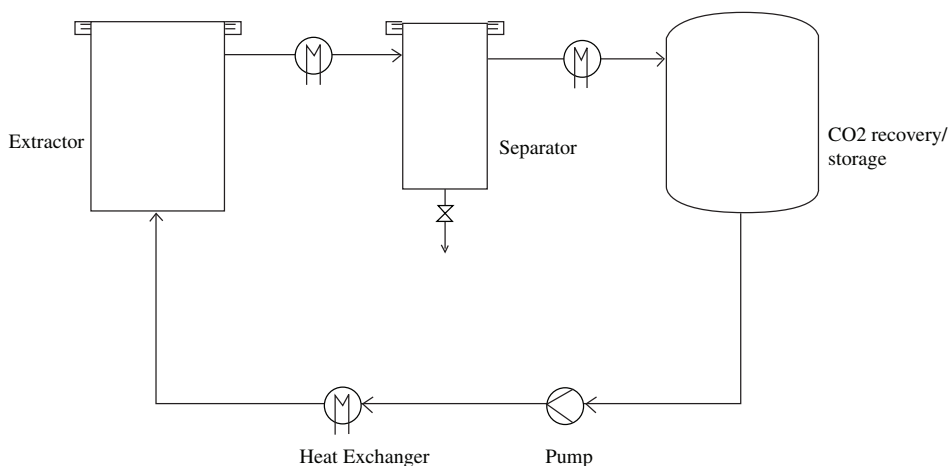 Extractor
Separator
CO2 recovery/
storage
Heat Exchanger
Pump